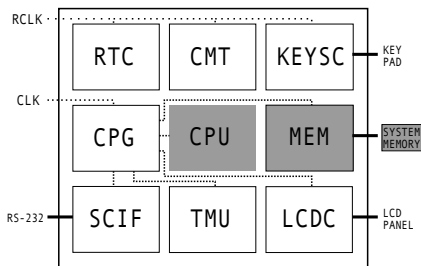 RCLK
RTC
CMT
KEYSC
KEY
PAD
CLK
CPG
CPU
MEM
SYSTEM
MEMORY
RS-232
SCIF
TMU
LCDC
LCD
PANEL